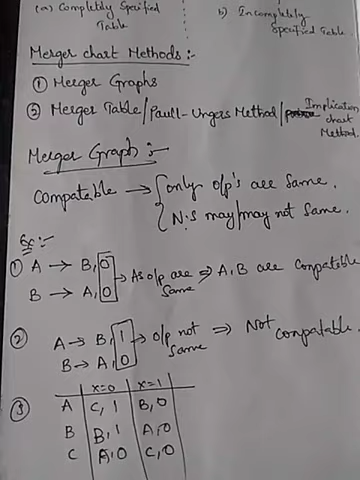 (a) Completely Specified Table
b) Incompletely Specified Table.
Merger chart Methods :-
① Merger Graphs
② Merger Table/Paull-Ungers Method/ Implication chart Method.
Merger Graph :-
Compatable → { only o/p's are same.
{ N.S may/may not same.
Ex :-
① A → B, 0
B → A, 0
→ As o/p are same ⇒ A, B are compatible
② A → B, 1
B → A, 0
→ o/p not same ⇒ Not compatable.
③ x=0 x=1
A C, 1 B, 0
B B, 1 A, 0
C A, 0 C, 0